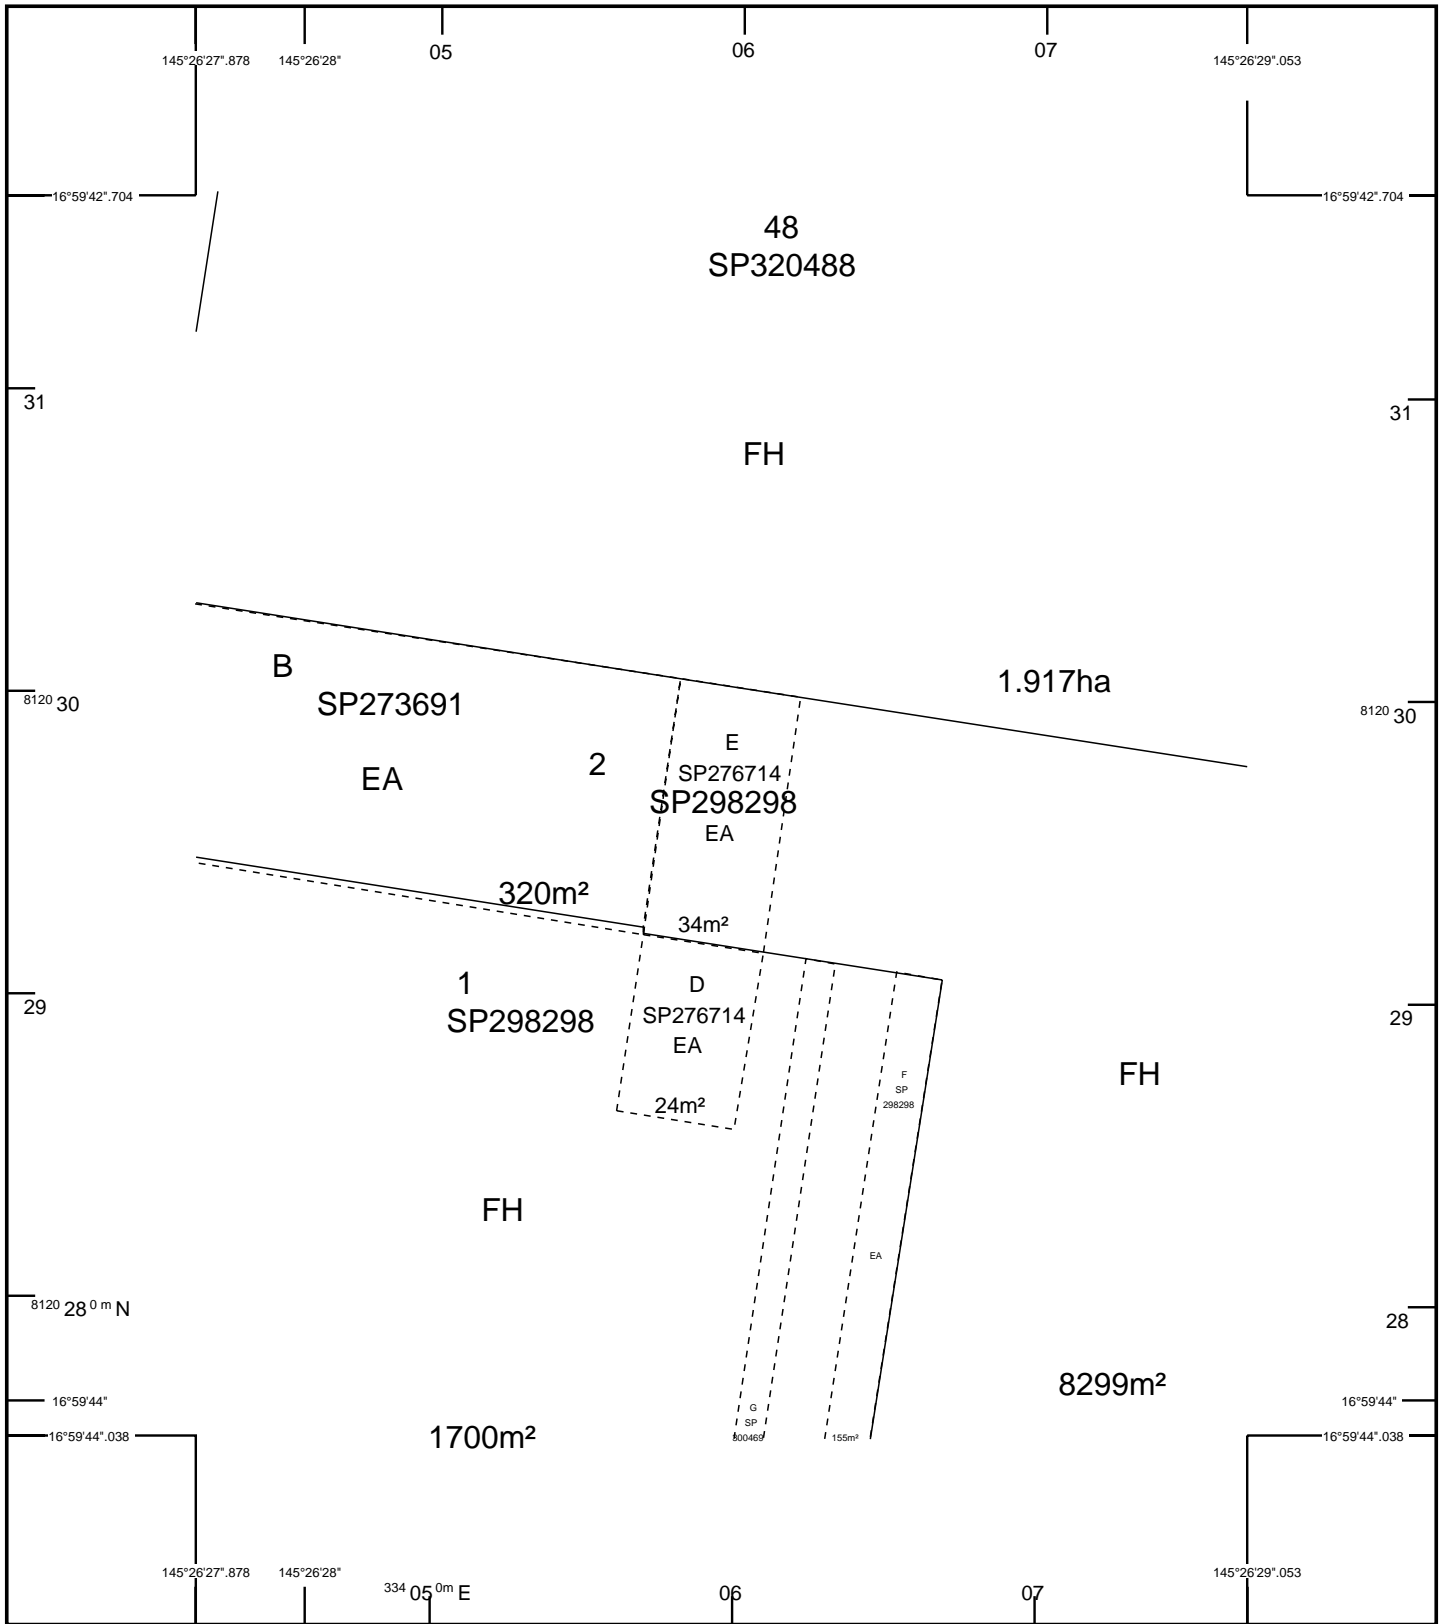 05 06 07
145°26'27".878 145°26'28" 145°26'29".053
16°59'42".704 16°59'42".704
48
SP320488
31 31
FH
B
1.917ha
SP273691
8120 30 8120 30
E
2
SP276714
EA
SP298298
EA
320m²
34m²
1
D
29 29
SP298298
SP276714
EA
FH
F
SP
298298
24m²
FH
EA
8120 28 0 m N
28
8299m²
16°59'44" 16°59'44"
G
SP
1700m²
300469 155m²
16°59'44".038 16°59'44".038
145°26'27".878 145°26'28" 145°26'29".053
334 05 0m E 06 07